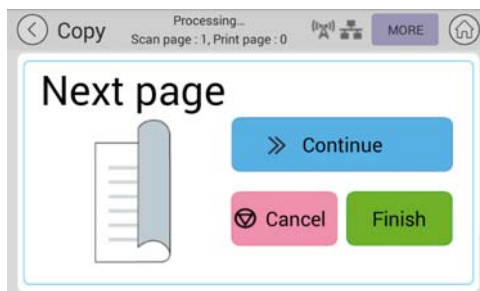 Copy
Processing...
Scan page : 1, Print page : 0
MORE
Next page
Continue
Cancel
Finish